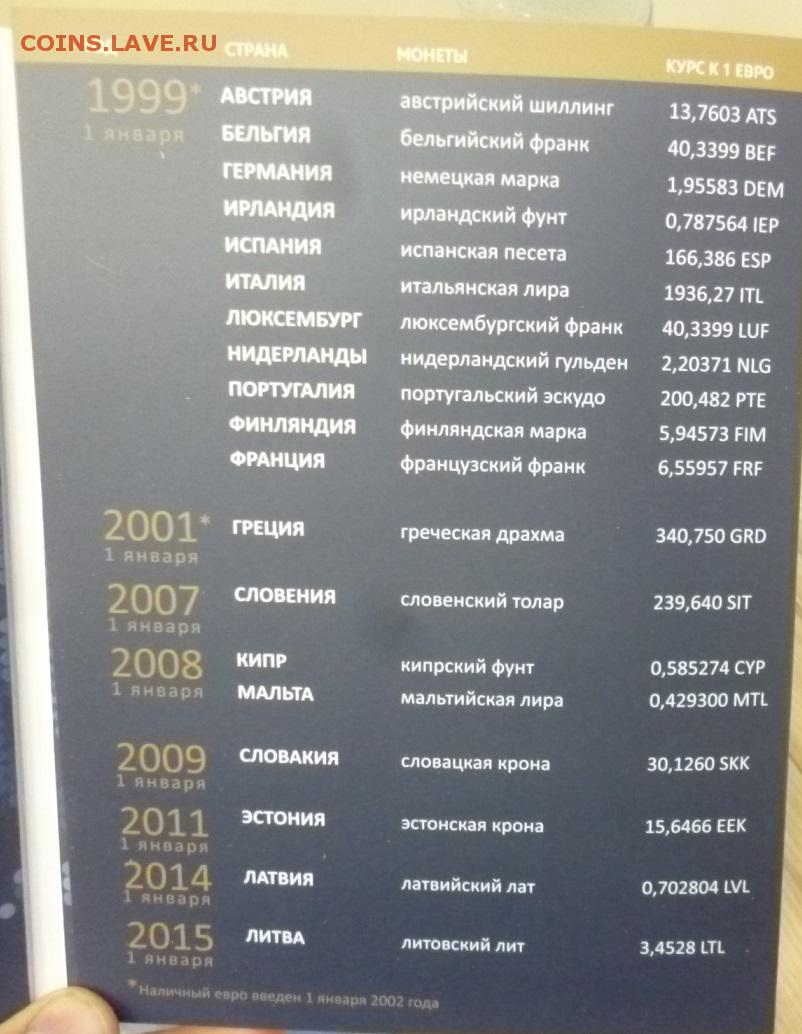 COINS.LAVE.RU
СТРАНА МОНЕТЫ КУРС К 1 ЕВРО
1999* АВСТРИЯ австрийский шиллинг 13,7603 ATS
1 января БЕЛЬГИЯ бельгийский франк 40,3399 BEF
ГЕРМАНИЯ немецкая марка 1,95583 DEM
ИРЛАНДИЯ ирландский фунт 0,787564 IEP
ИСПАНИЯ испанская песета 166,386 ESP
ИТАЛИЯ итальянская лира 1936,27 ITL
ЛЮКСЕМБУРГ люксембургский франк 40,3399 LUF
НИДЕРЛАНДЫ нидерландский гульден 2,20371 NLG
ПОРТУГАЛИЯ португальский эскудо 200,482 PTE
ФИНЛЯНДИЯ финляндская марка 5,94573 FIM
ФРАНЦИЯ французский франк 6,55957 FRF
2001* ГРЕЦИЯ греческая драхма 340,750 GRD
1 января
2007 СЛОВЕНИЯ словенский толар 239,640 SIT
1 января
2008 КИПР кипрский фунт 0,585274 CYP
1 января МАЛЬТА мальтийская лира 0,429300 MTL
2009 СЛОВАКИЯ словацкая крона 30,1260 SKK
1 января
2011 ЭСТОНИЯ эстонская крона 15,6466 EEK
1 января
2014 ЛАТВИЯ латвийский лат 0,702804 LVL
1 января
2015 ЛИТВА литовский лит 3,4528 LTL
1 января
*Наличный евро введен 1 января 2002 года